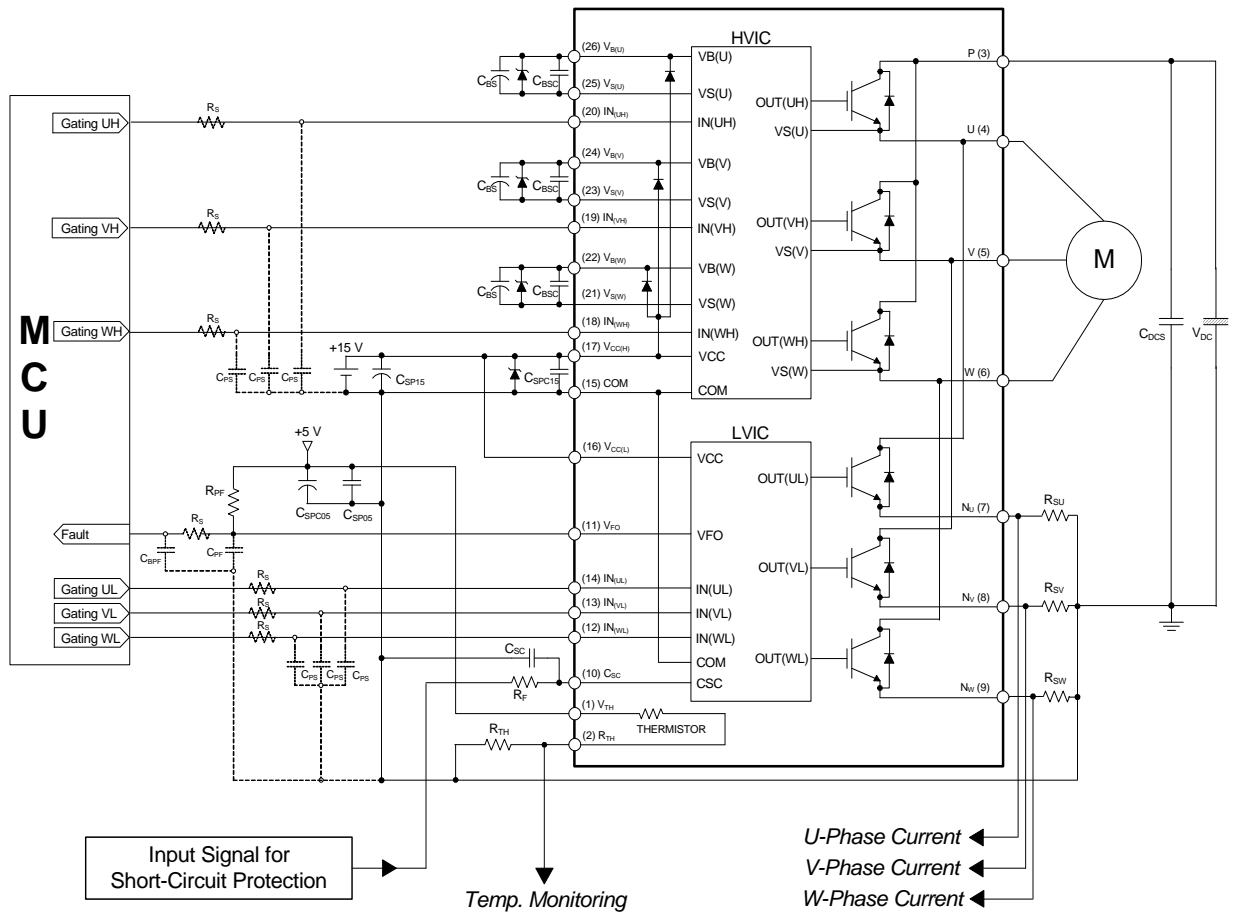 HVIC
(26) VB(U)
VB(U)
P (3)
CBS
CBSC
(25) VS(U)
VS(U)
OUT(UH)
Gating UH
RS
(20) IN(UH)
IN(UH)
VS(U)
U (4)
(24) VB(V)
VB(V)
CBS
CBSC
(23) VS(V)
VS(V)
OUT(VH)
Gating VH
RS
(19) IN(VH)
IN(VH)
VS(V)
V (5)
M
(22) VB(W)
VB(W)
CBS
CBSC
(21) VS(W)
VS(W)
MCU
Gating WH
RS
(18) IN(WH)
IN(WH)
OUT(WH)
CDCS
VDC
+15 V
(17) VCC(H)
VCC
VS(W)
W (6)
CPS
CPS
CPS
CSP15
CSPC15
(15) COM
COM
+5 V
LVIC
(16) VCC(L)
VCC
OUT(UL)
RPF
CSPC05
CSP05
NU (7)
RSU
Fault
RS
(11) VFO
VFO
CBPF
CPF
OUT(VL)
Gating UL
RS
(14) IN(UL)
IN(UL)
RSV
Gating VL
RS
(13) IN(VL)
IN(VL)
NV (8)
Gating WL
RS
(12) IN(WL)
IN(WL)
CPS
CPS
CPS
CSC
COM
OUT(WL)
RF
(10) CSC
CSC
NW (9)
RSW
(1) VTH
THERMISTOR
RTH
(2) RTH
Input Signal for
Short-Circuit Protection
Temp. Monitoring
U-Phase Current
V-Phase Current
W-Phase Current